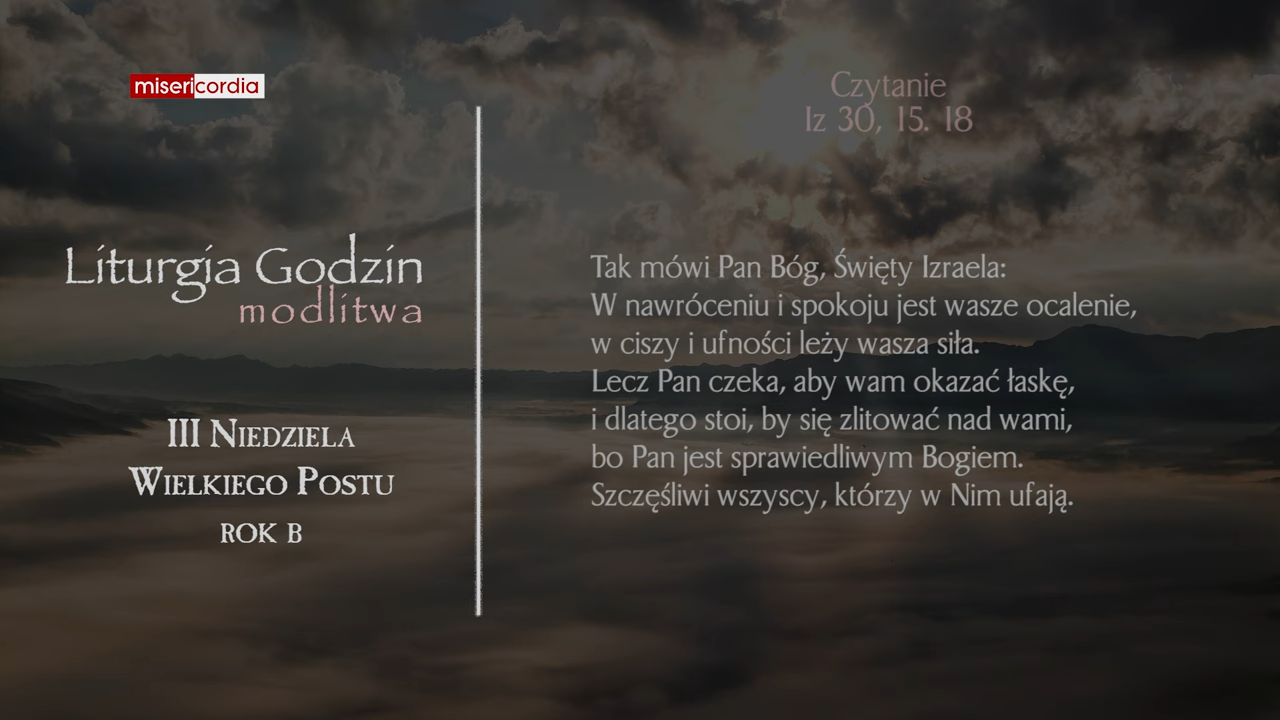 misericordia
Liturgia Godzin
modlitwa
III Niedziela
Wielkiego Postu
rok B
Czytanie
Iz 30, 15. 18
Tak mówi Pan Bóg, Święty Izraela:
W nawróceniu i spokoju jest wasze ocalenie,
w ciszy i ufności leży wasza siła.
Lecz Pan czeka, aby wam okazać łaskę,
i dlatego stoi, by się zlitować nad wami,
bo Pan jest sprawiedliwym Bogiem.
Szczęśliwi wszyscy, którzy w Nim ufają.